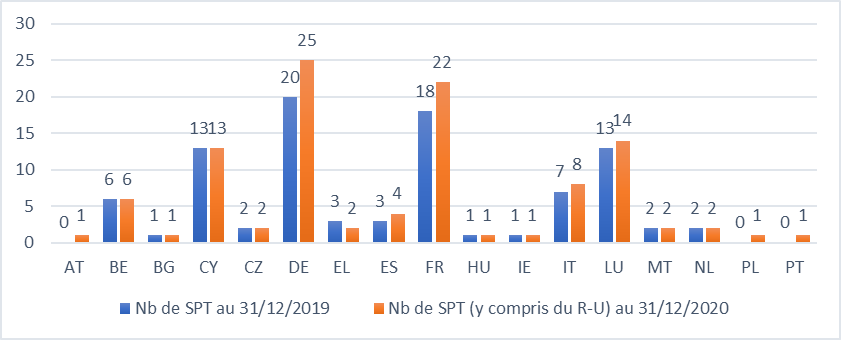 30
25
20
15
10
5
0
0 1 6 6 1 1 13 13 2 2 20 25 3 2 3 4 18 22 1 1 1 1 7 8 13 14 2 2 2 2 0 1 0 1
AT BE BG CY CZ DE EL ES FR HU IE IT LU MT NL PL PT
Nb de SPT au 31/12/2019 Nb de SPT (y compris du R-U) au 31/12/2020